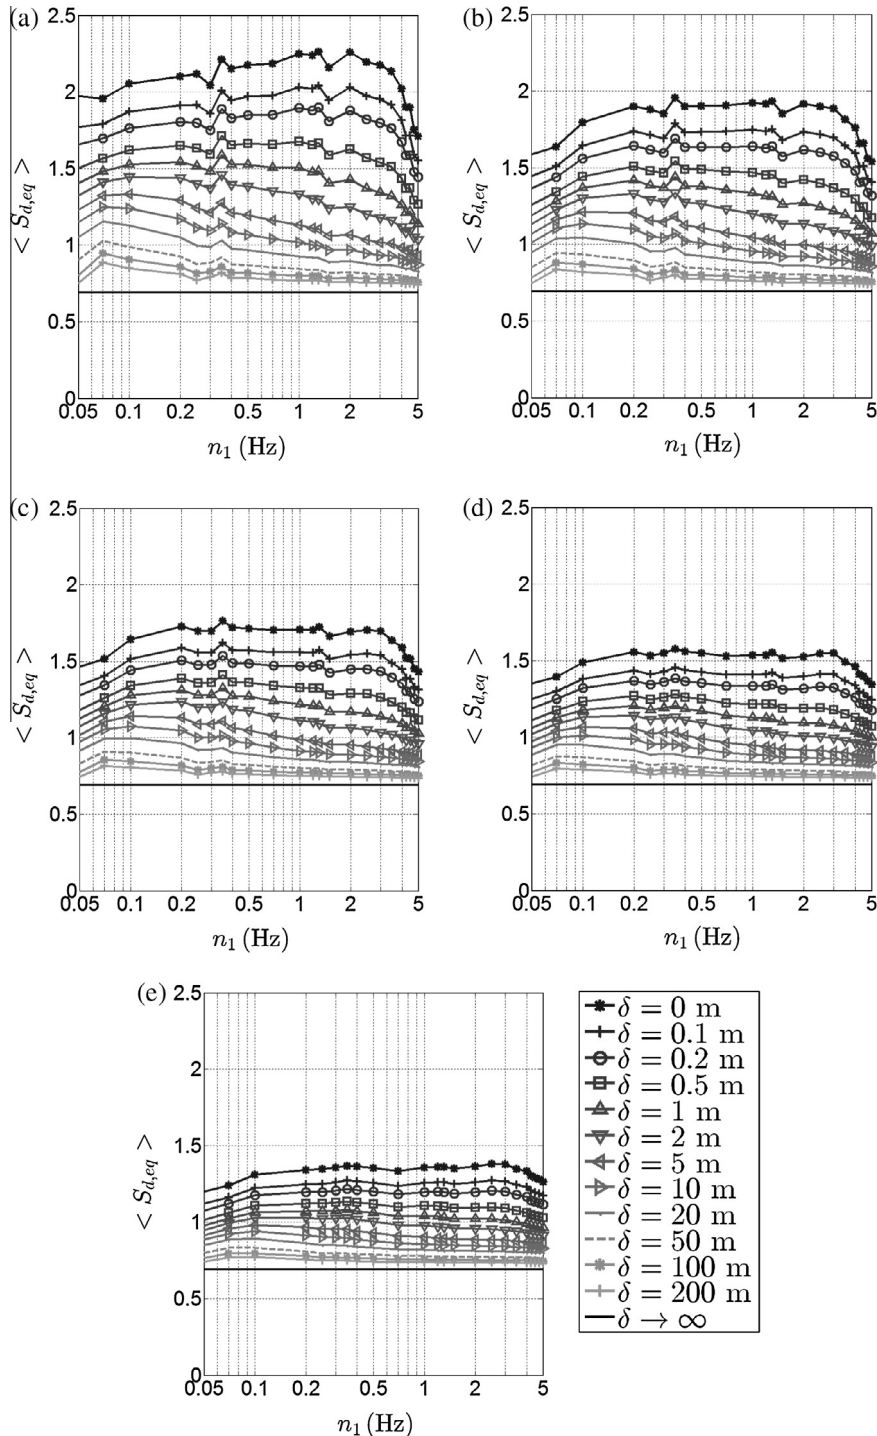 (a)
2.5
2
1.5
1
0.5
0
< S_{d,eq} >
0.05 0.1 0.2 0.5 1 2 5
n_1 (Hz)
(b)
2.5
2
1.5
1
0.5
0
< S_{d,eq} >
0.05 0.1 0.2 0.5 1 2 5
n_1 (Hz)
(c)
2.5
2
1.5
1
0.5
0
< S_{d,eq} >
0.05 0.1 0.2 0.5 1 2 5
n_1 (Hz)
(d)
2.5
2
1.5
1
0.5
0
< S_{d,eq} >
0.05 0.1 0.2 0.5 1 2 5
n_1 (Hz)
(e)
2.5
2
1.5
1
0.5
0
< S_{d,eq} >
0.05 0.1 0.2 0.5 1 2 5
n_1 (Hz)
δ = 0 m
δ = 0.1 m
δ = 0.2 m
δ = 0.5 m
δ = 1 m
δ = 2 m
δ = 5 m
δ = 10 m
δ = 20 m
δ = 50 m
δ = 100 m
δ = 200 m
δ → ∞